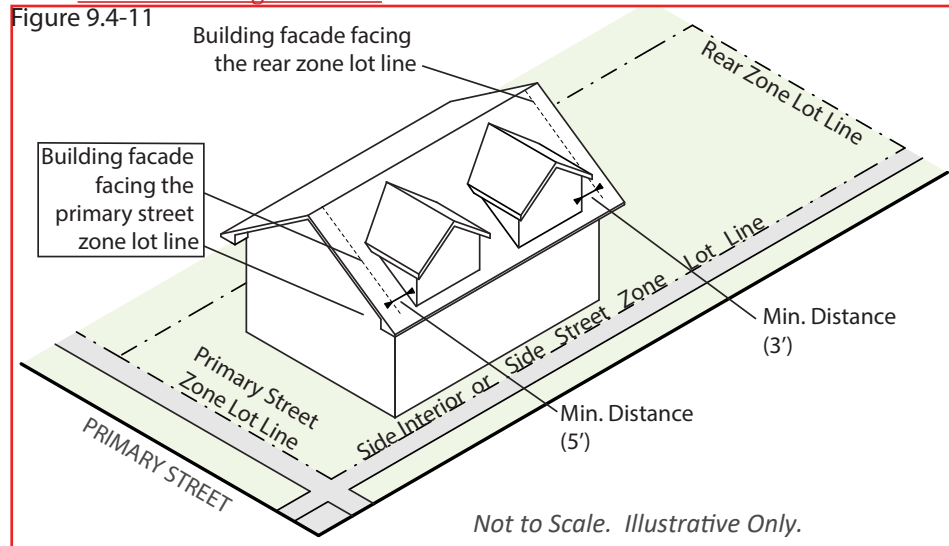 Figure 9.4-11
Building facade facing
the rear zone lot line
Rear Zone Lot Line
Building facade
facing the
primary street
zone lot line
Side Interior or Side Street Zone Lot Line
Min. Distance
(3’)
Primary Street
Zone Lot Line
Min. Distance
(5’)
PRIMARY STREET
Not to Scale. Illustrative Only.